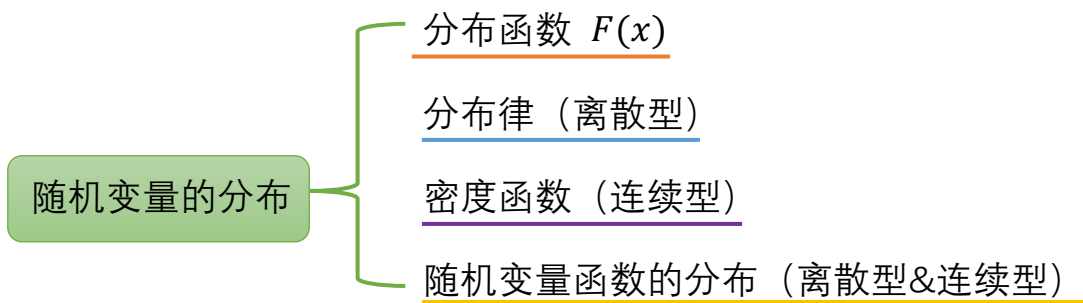 分布函数 F(x)
分布律（离散型）
随机变量的分布
密度函数（连续型）
随机变量函数的分布（离散型&连续型）